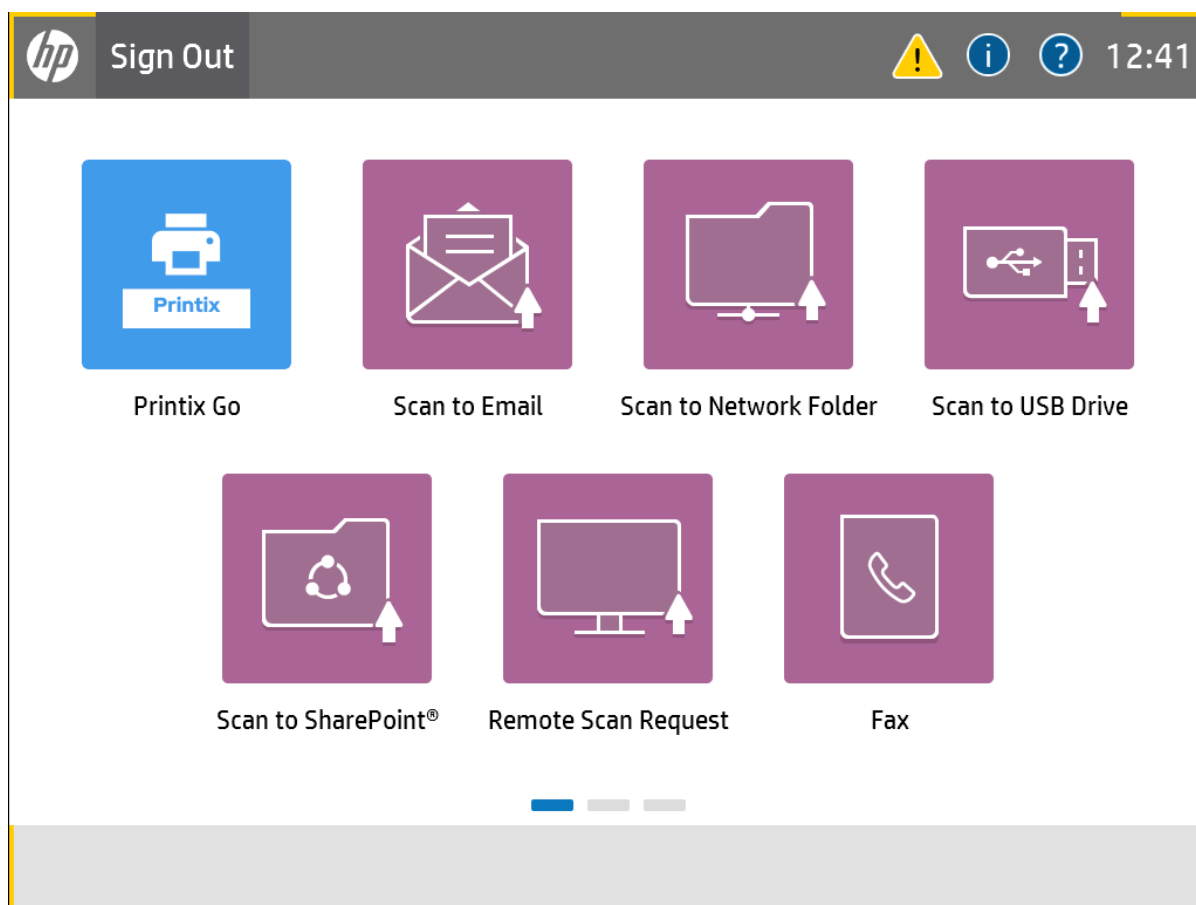 hp Sign Out ! i ? 12:41
Printix
Printix Go Scan to Email Scan to Network Folder Scan to USB Drive
Scan to SharePoint® Remote Scan Request Fax